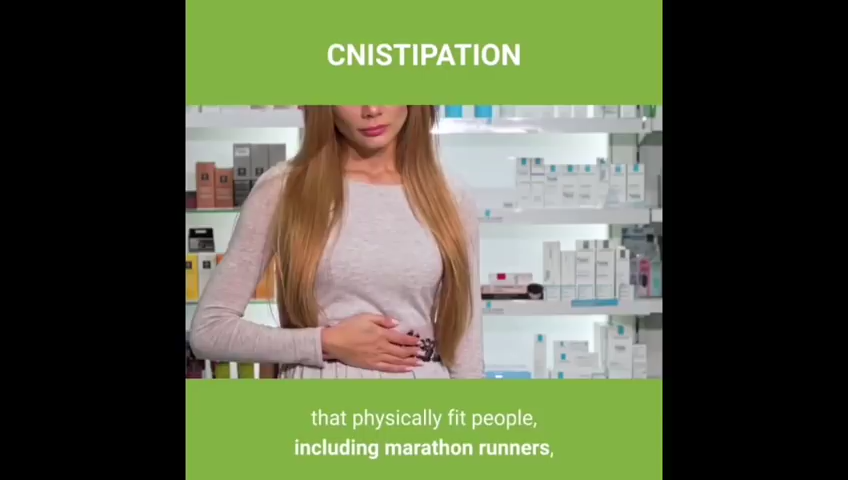 CNISTIPATION
that physically fit people,
including marathon runners,